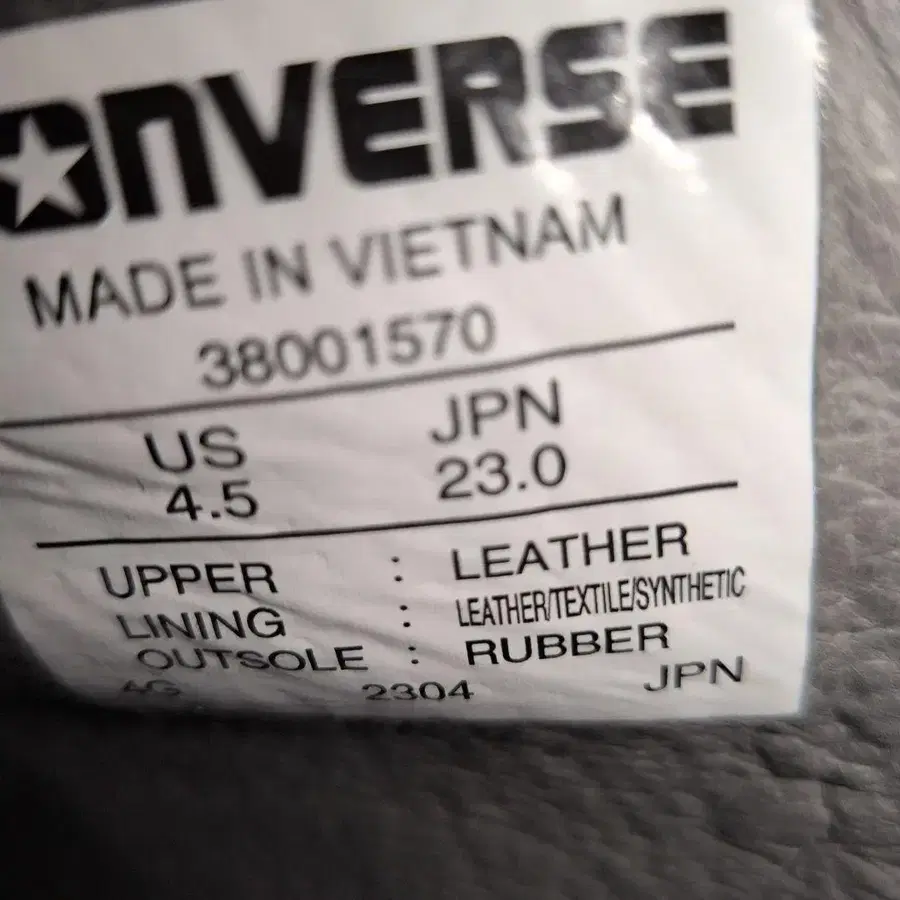 CONVERSE
MADE IN VIETNAM
38001570
US JPN
4.5 23.0
UPPER : LEATHER
LINING : LEATHER/TEXTILE/SYNTHETIC
OUTSOLE : RUBBER
2304 JPN